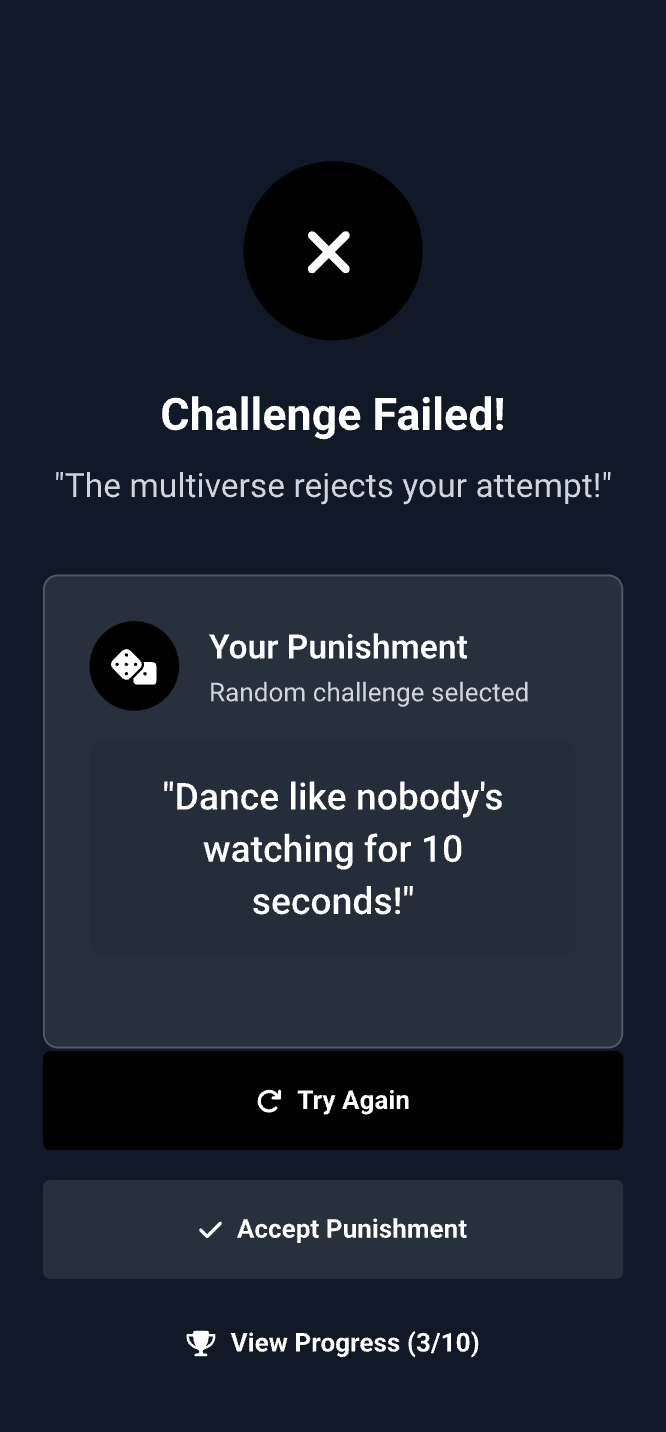 Challenge Failed!
"The multiverse rejects your attempt!"
Your Punishment
Random challenge selected
"Dance like nobody's
watching for 10
seconds!"
Try Again
Accept Punishment
View Progress (3/10)